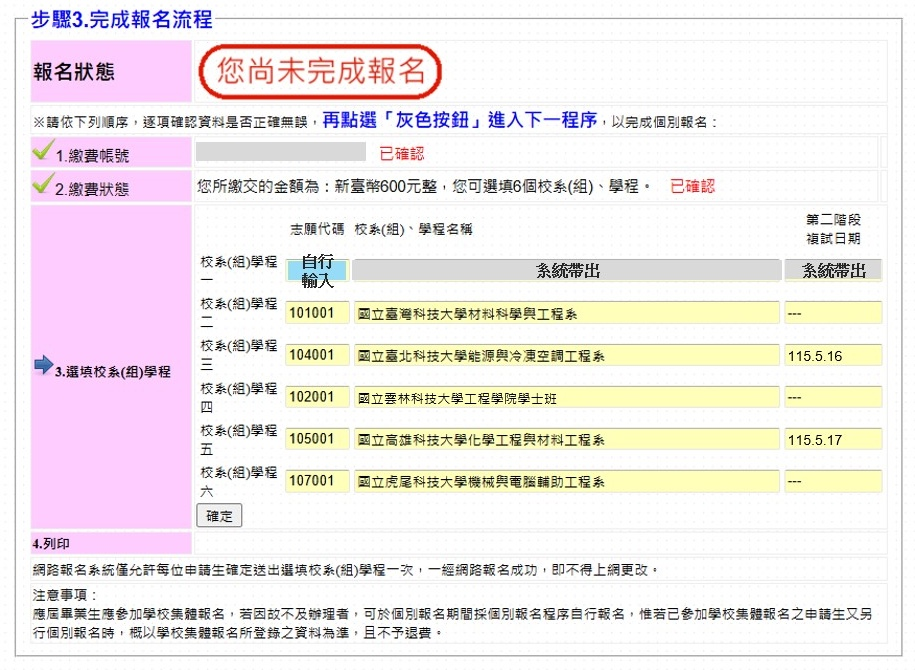 步驟3.完成報名流程
報名狀態
您尚未完成報名
※請依下列順序，逐項確認資料是否正確無誤，再點選「灰色按鈕」進入下一程序，以完成個別報名：
1.繳費帳號
已確認
2.繳費狀態
您所繳交的金額為：新臺幣600元整，您可選填6個校系(組)、學程。 已確認
3.選填校系(組)學程
志願代碼 校系(組)、學程名稱 第二階段
複試日期
校系(組)學程
一
自行
輸入
系統帶出 系統帶出
校系(組)學程
二
101001 國立臺灣科技大學材料科學與工程系 ---
校系(組)學程
三
104001 國立臺北科技大學能源與冷凍空調工程系 115.5.16
校系(組)學程
四
102001 國立雲林科技大學工程學院學士班 ---
校系(組)學程
五
105001 國立高雄科技大學化學工程與材料工程系 115.5.17
校系(組)學程
六
107001 國立虎尾科技大學機械與電腦輔助工程系 ---
確定
4.列印
網路報名系統僅允許每位申請生確定送出選填校系(組)學程一次，一經網路報名成功，即不得上網更改。
注意事項：
應屆畢業生應參加學校集體報名，若因故不及辦理者，可於個別報名期間採個別報名程序自行報名，惟若已參加學校集體報名之申請生又另
行個別報名時，概以學校集體報名所登錄之資料為準，且不予退費。